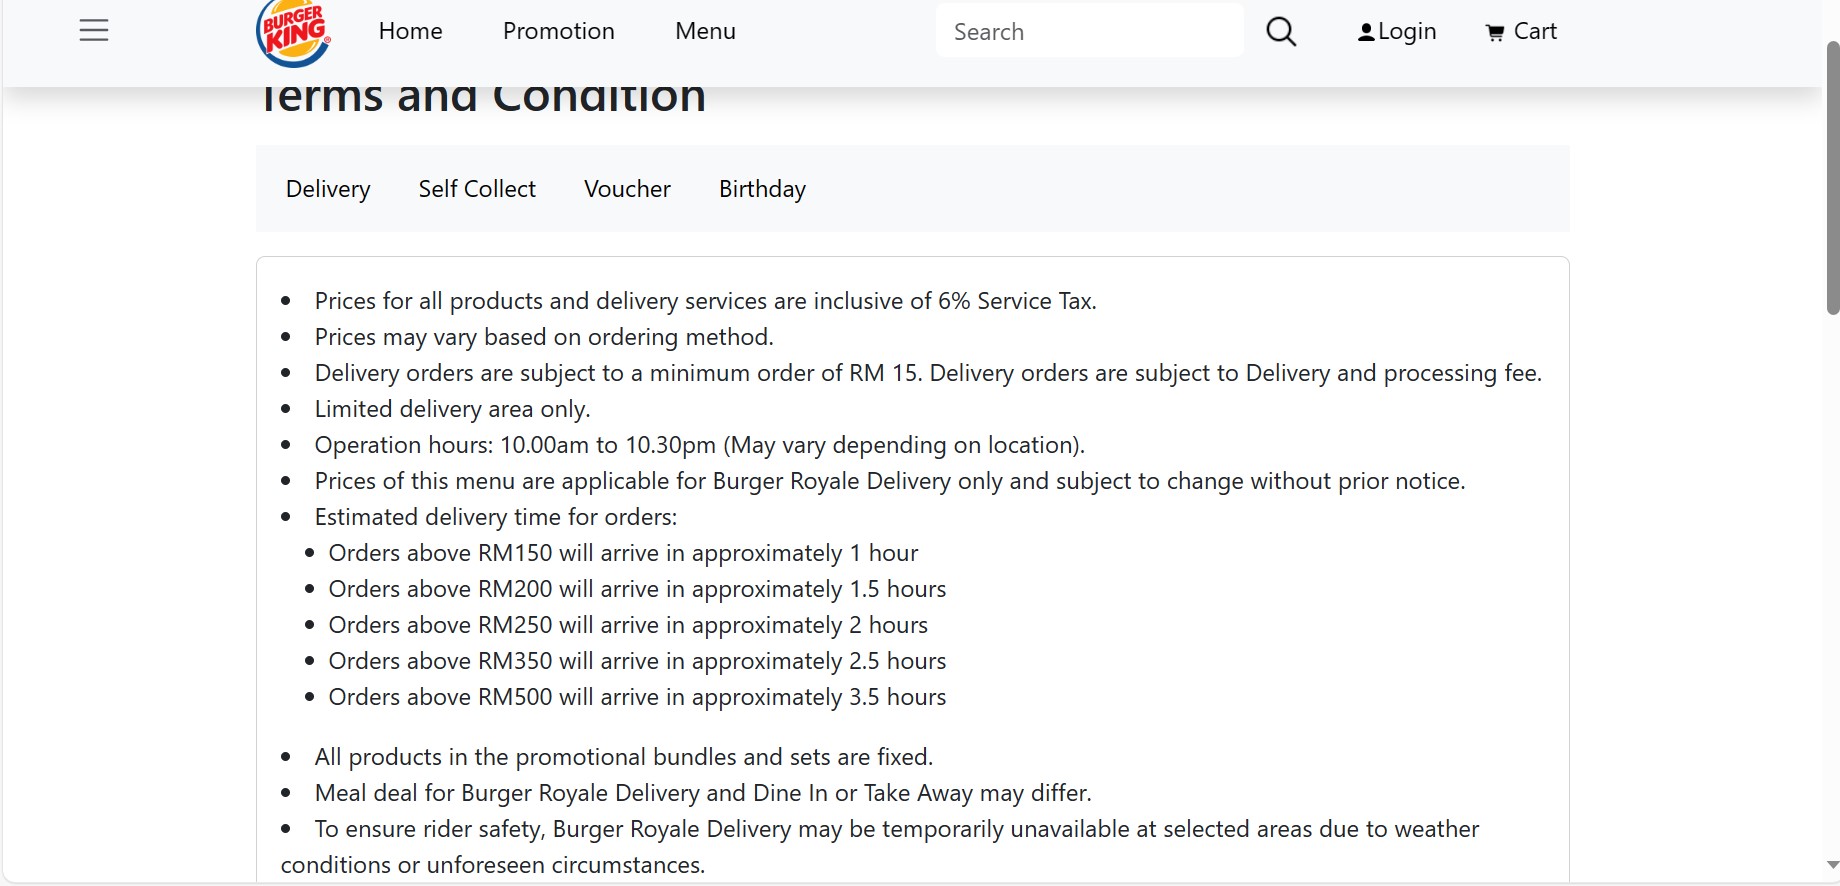 BURGER
KING
Home
Promotion
Menu
Search
Login
Cart
Terms and Condition
Delivery
Self Collect
Voucher
Birthday
• Prices for all products and delivery services are inclusive of 6% Service Tax.
• Prices may vary based on ordering method.
• Delivery orders are subject to a minimum order of RM 15. Delivery orders are subject to Delivery and processing fee.
• Limited delivery area only.
• Operation hours: 10.00am to 10.30pm (May vary depending on location).
• Prices of this menu are applicable for Burger Royale Delivery only and subject to change without prior notice.
• Estimated delivery time for orders:
• Orders above RM150 will arrive in approximately 1 hour
• Orders above RM200 will arrive in approximately 1.5 hours
• Orders above RM250 will arrive in approximately 2 hours
• Orders above RM350 will arrive in approximately 2.5 hours
• Orders above RM500 will arrive in approximately 3.5 hours
• All products in the promotional bundles and sets are fixed.
• Meal deal for Burger Royale Delivery and Dine In or Take Away may differ.
• To ensure rider safety, Burger Royale Delivery may be temporarily unavailable at selected areas due to weather
conditions or unforeseen circumstances.